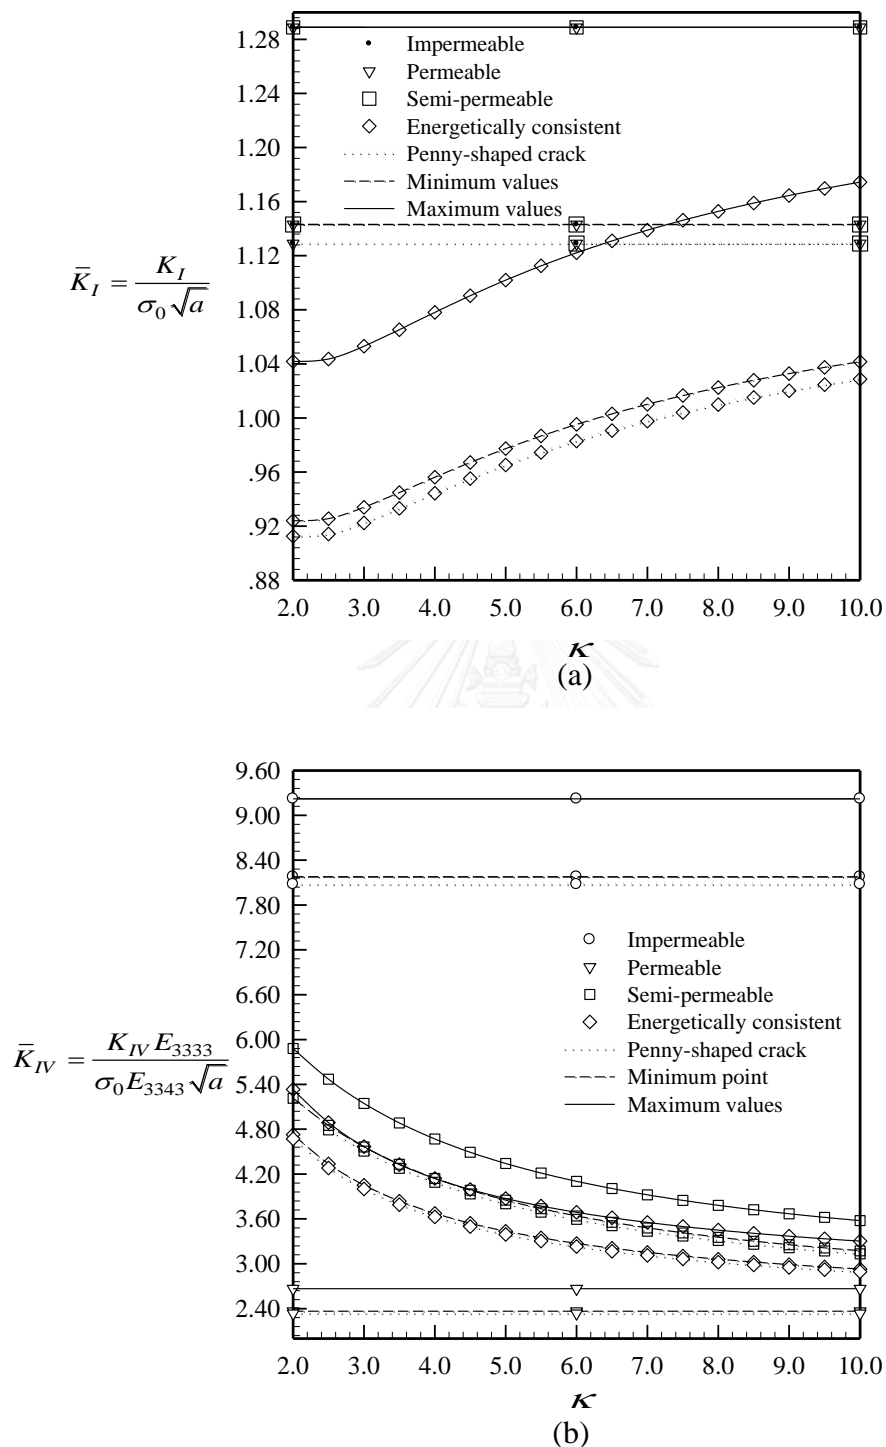 1.28
1.24
1.20
1.16
1.12
1.08
1.04
1.00
.96
.92
.88
Impermeable
Permeable
Semi-permeable
Energetically consistent
Penny-shaped crack
Minimum values
Maximum values
K̄_I = K_I / σ_0 √a
2.0 3.0 4.0 5.0 6.0 7.0 8.0 9.0 10.0
κ
(a)
9.60
9.00
8.40
7.80
7.20
6.60
6.00
5.40
4.80
4.20
3.60
3.00
2.40
Impermeable
Permeable
Semi-permeable
Energetically consistent
Penny-shaped crack
Minimum point
Maximum values
K̄_IV = K_IV E_3333 / σ_0 E_3343 √a
2.0 3.0 4.0 5.0 6.0 7.0 8.0 9.0 10.0
κ
(b)